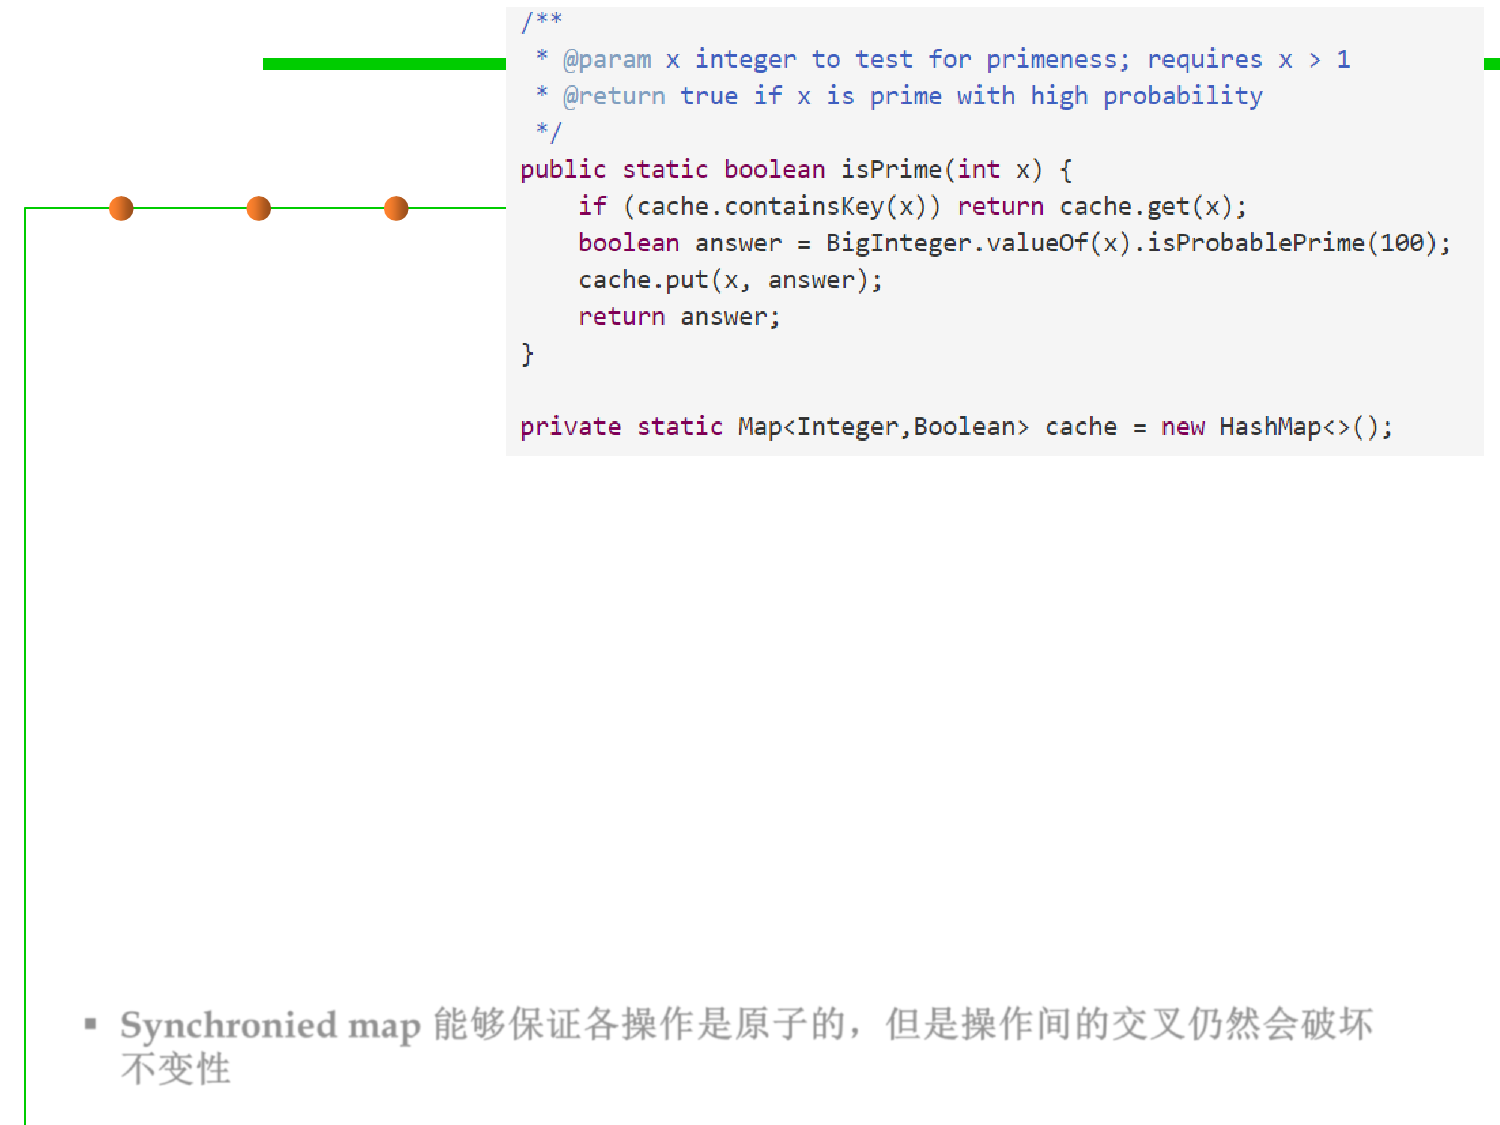 /**
 * @param x integer to test for primeness; requires x > 1
 * @return true if x is prime with high probability
 */
public static boolean isPrime(int x) {
    if (cache.containsKey(x)) return cache.get(x);
    boolean answer = BigInteger.valueOf(x).isProbablePrime(100);
    cache.put(x, answer);
    return answer;
}

private static Map<Integer,Boolean> cache = new HashMap<>();
▪ Synchronied map 能够保证各操作是原子的，但是操作间的交叉仍然会破坏
不变性